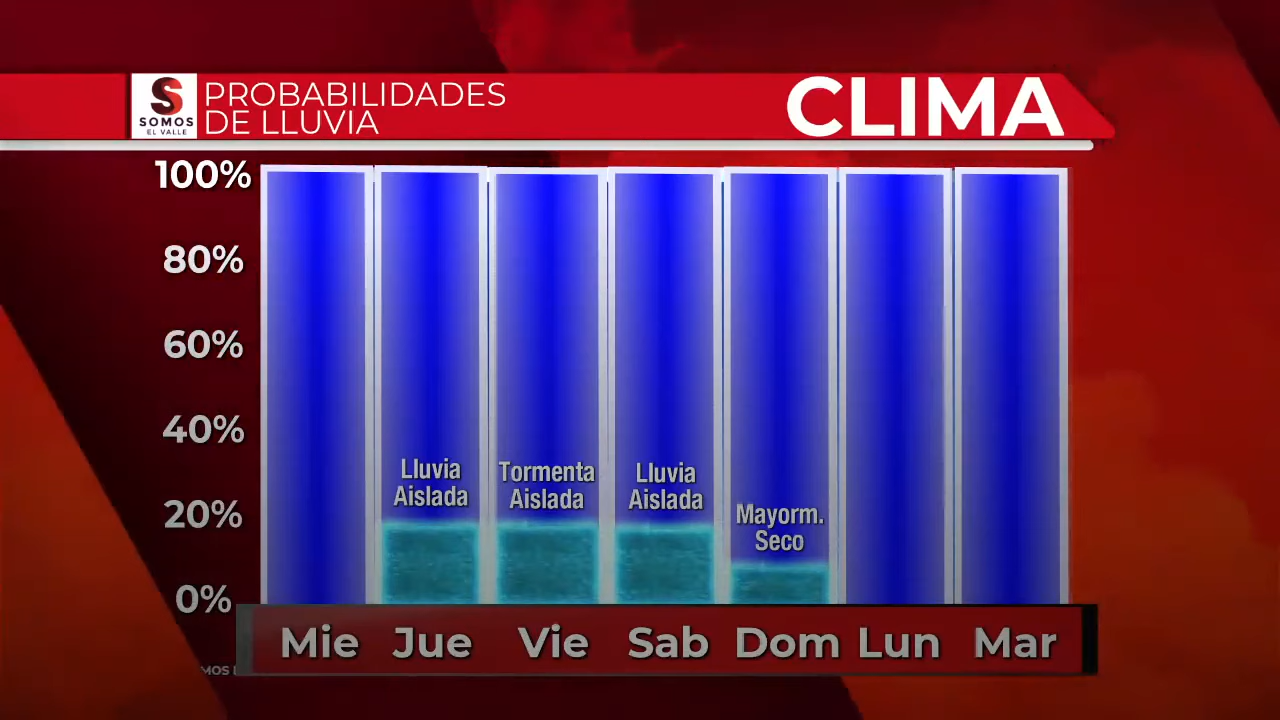 SOMOS
EL VALLE
PROBABILIDADES
DE LLUVIA
CLIMA
100%
80%
60%
40%
20%
0%
Lluvia
Aislada
Tormenta
Aislada
Lluvia
Aislada
Mayorm.
Seco
Mie Jue Vie Sab Dom Lun Mar